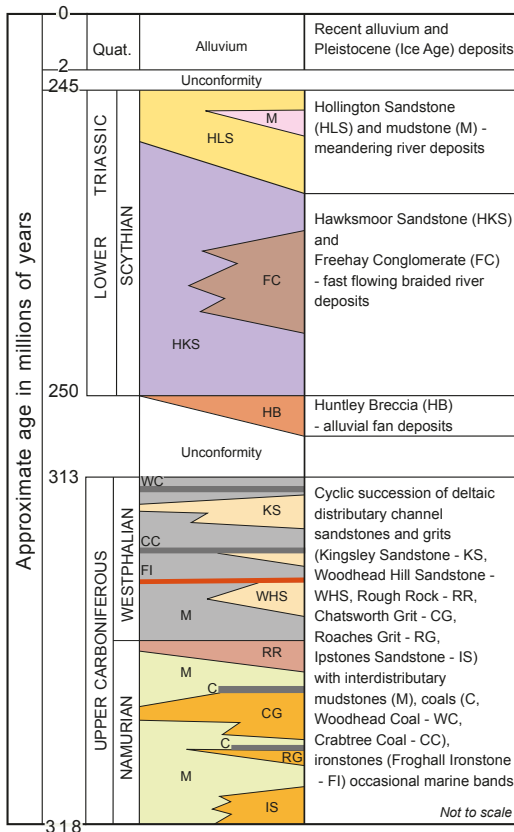 0
Quat.
Alluvium
Recent alluvium and
Pleistocene (Ice Age) deposits
2
Unconformity
245
Approximate age in millions of years
LOWER TRIASSIC
SCYTHIAN
M
HLS
Hollington Sandstone
(HLS) and mudstone (M) -
meandering river deposits
FC
HKS
Hawksmoor Sandstone (HKS)
and
Freehay Conglomerate (FC)
- fast flowing braided river
deposits
250
HB
Huntley Breccia (HB)
- alluvial fan deposits
Unconformity
313
UPPER CARBONIFEROUS
WESTPHALIAN
WC
KS
CC
FI
WHS
M
NAMURIAN
RR
M
C
CG
C
RG
M
IS
Cyclic succession of deltaic
distributary channel
sandstones and grits
(Kingsley Sandstone - KS,
Woodhead Hill Sandstone -
WHS, Rough Rock - RR,
Chatsworth Grit - CG,
Roaches Grit - RG,
Ipstones Sandstone - IS)
with interdistributary
mudstones (M), coals (C,
Woodhead Coal - WC,
Crabtree Coal - CC),
ironstones (Froghall Ironstone
- FI) occasional marine bands
Not to scale
318